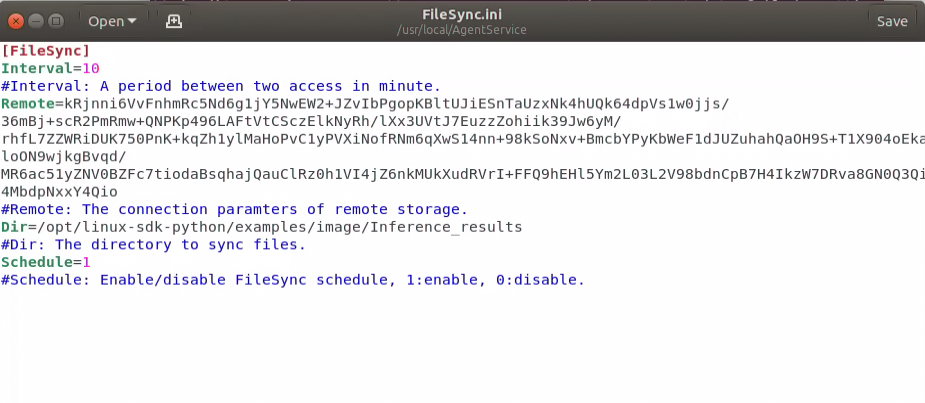 FileSync.ini
Open
/usr/local/AgentService
Save
[FileSync]
Interval=10
#Interval: A period between two access in minute.
Remote=kRjnni6VvFnhmRc5Nd6g1jY5NwEW2+JZvIbPgopKBltUJiESnTaUzxNk4hUQk64dpVs1w0jjs/
36mBj+scR2PmRmw+QNPKp496LAFtVtCSczElkNyRh/lXx3UVtJ7EuzzZohiik39Jw6yM/
rhfL7ZZWRiDUK750PnK+kqZh1ylMaHoPvC1yPVXiNofRNm6qXwS14nn+98kSoNxv+BmcbYPyKbWeF1dJUZuhahQaOH9S+T1X904oEka
loON9wjkgBvqd/
MR6ac51yZNV0BZFc7tiodaBsqhajQauClRz0h1VI4jZ6nkMUkXudRVrI+FFQ9hEHl5Ym2L03L2V98bdnCpB7H4IkzW7DRva8GN0Q3Qi
4MbdpNxxY4Qio
#Remote: The connection paramters of remote storage.
Dir=/opt/linux-sdk-python/examples/image/Inference_results
#Dir: The directory to sync files.
Schedule=1
#Schedule: Enable/disable FileSync schedule, 1:enable, 0:disable.